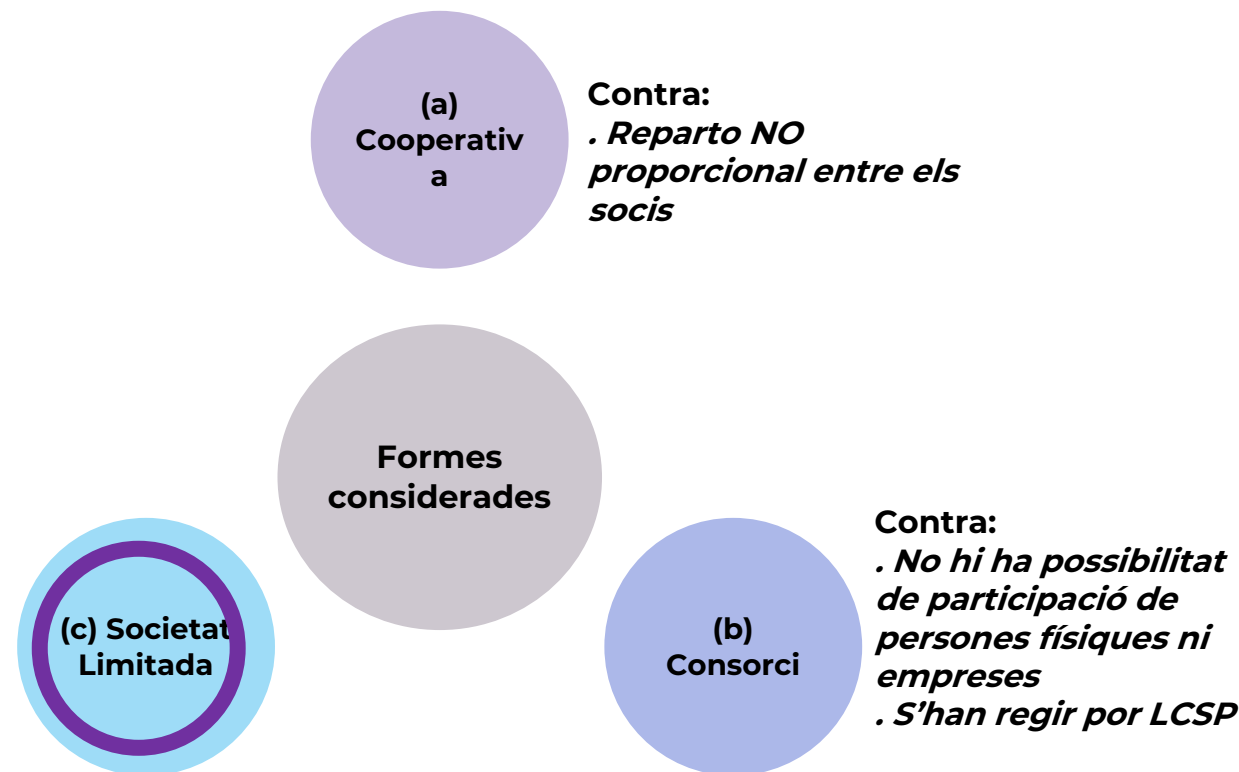 (a)
Cooperativ
a
Contra:
. Reparto NO
proporcional entre els
socis
Formes
considerades
(c) Societat
Limitada
(b)
Consorci
Contra:
. No hi ha possibilitat
de participació de
persones físiques ni
empreses
. S’han regir por LCSP